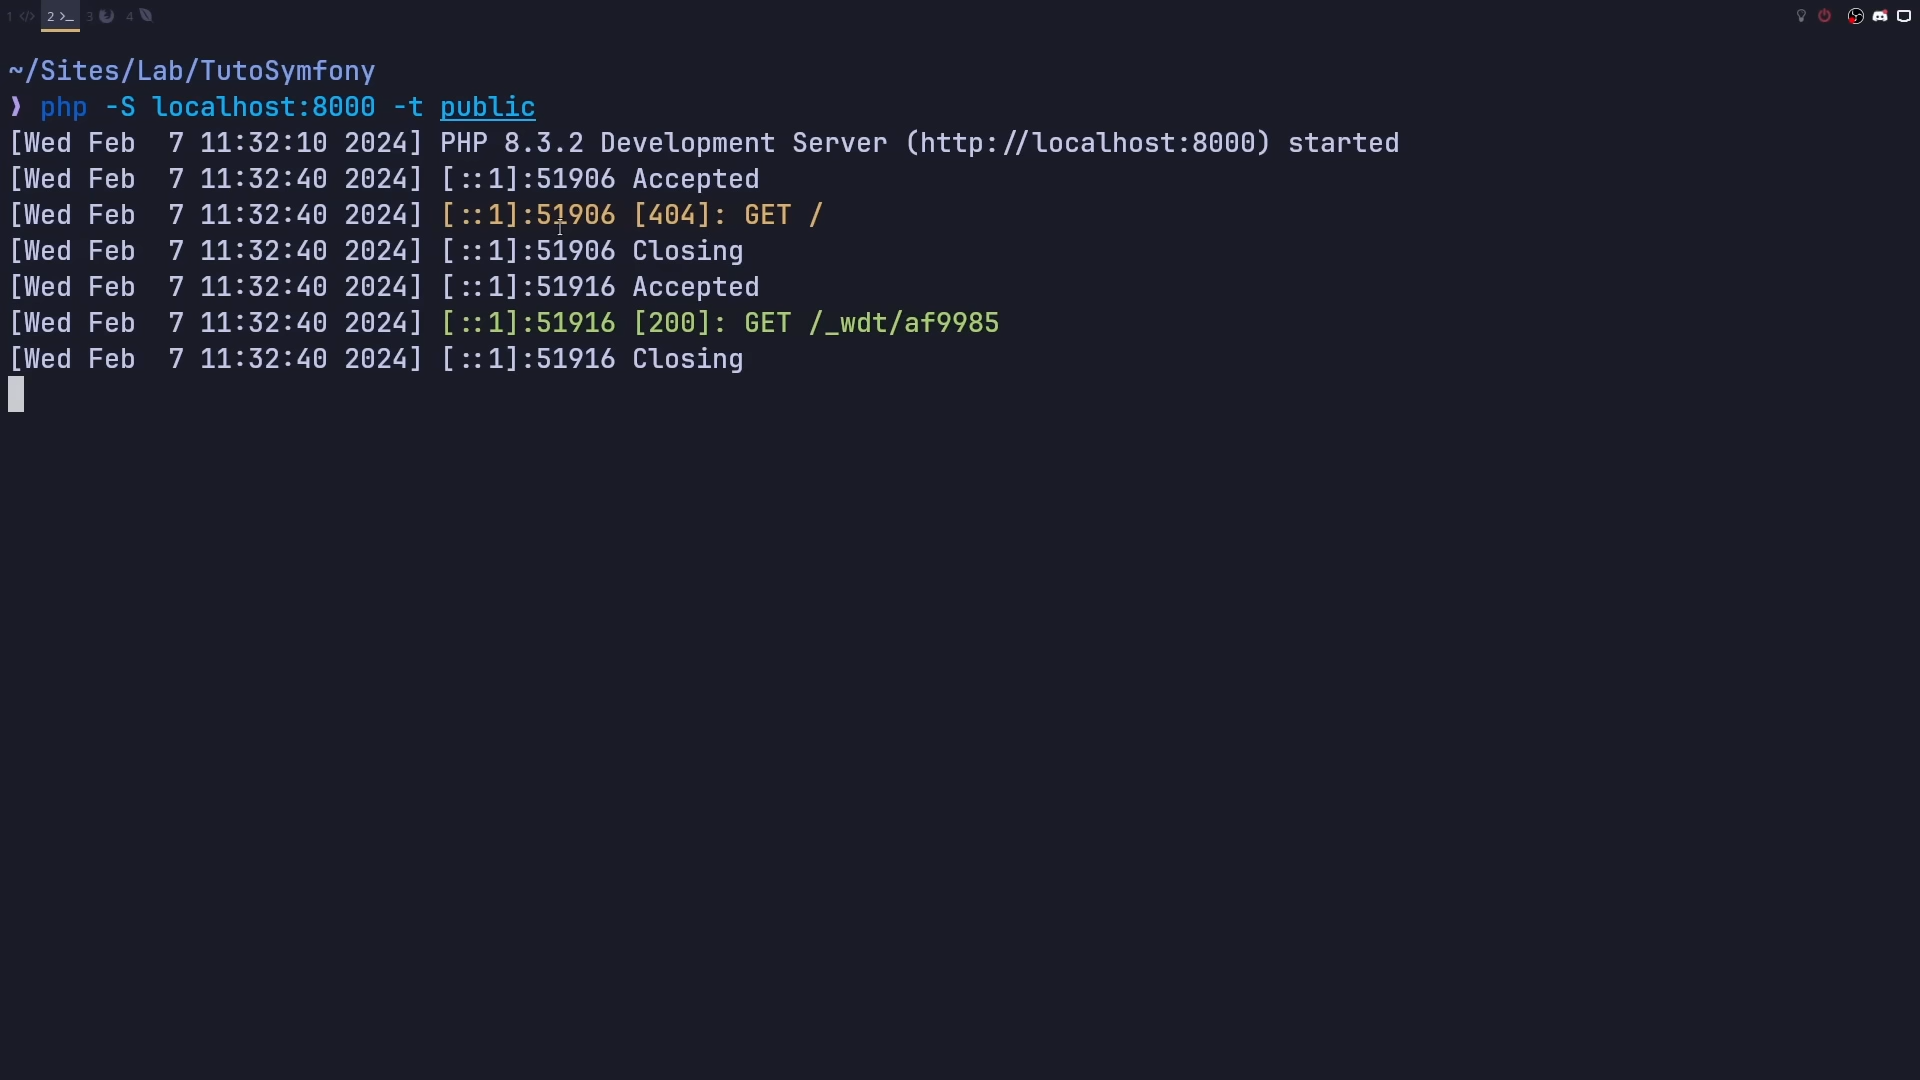 1 2 3 4
~/Sites/Lab/TutoSymfony
❱ php -S localhost:8000 -t public
[Wed Feb  7 11:32:10 2024] PHP 8.3.2 Development Server (http://localhost:8000) started
[Wed Feb  7 11:32:40 2024] [::1]:51906 Accepted
[Wed Feb  7 11:32:40 2024] [::1]:51906 [404]: GET /
[Wed Feb  7 11:32:40 2024] [::1]:51906 Closing
[Wed Feb  7 11:32:40 2024] [::1]:51916 Accepted
[Wed Feb  7 11:32:40 2024] [::1]:51916 [200]: GET /_wdt/af9985
[Wed Feb  7 11:32:40 2024] [::1]:51916 Closing